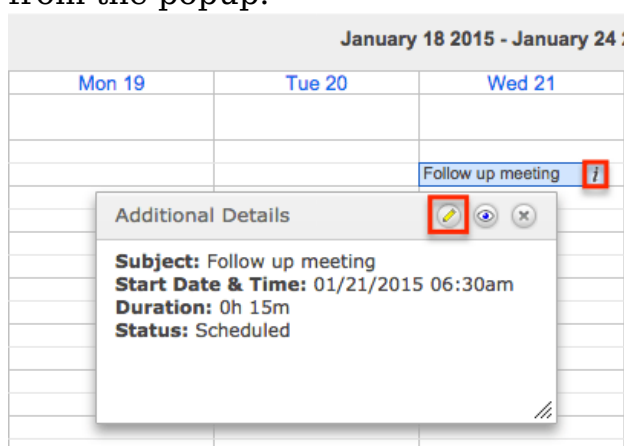 from the popup.
January 18 2015 - January 24
Mon 19 Tue 20 Wed 21
Follow up meeting i
Additional Details
Subject: Follow up meeting
Start Date & Time: 01/21/2015 06:30am
Duration: 0h 15m
Status: Scheduled